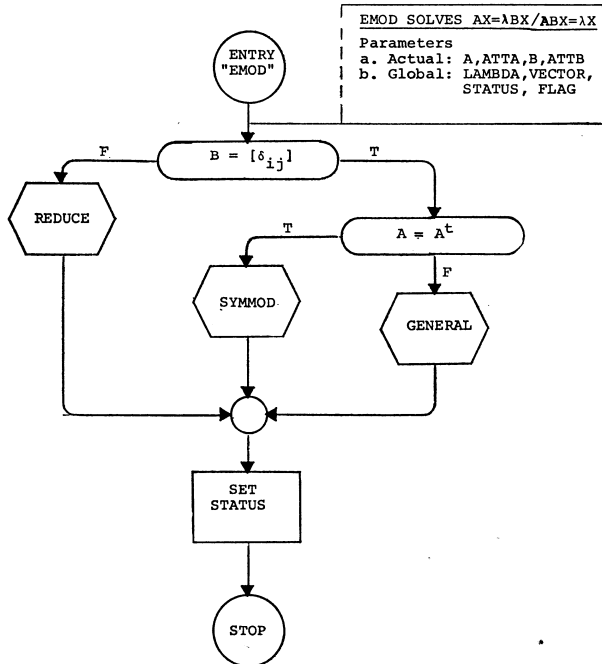 EMOD SOLVES AX=λBX/ABX=λX
Parameters
a. Actual: A,ATTA,B,ATTB
b. Global: LAMBDA,VECTOR,
STATUS, FLAG
ENTRY
"EMOD"
F
B = [δij]
T
REDUCE
T
A = At
F
SYMMOD
GENERAL
SET
STATUS
STOP